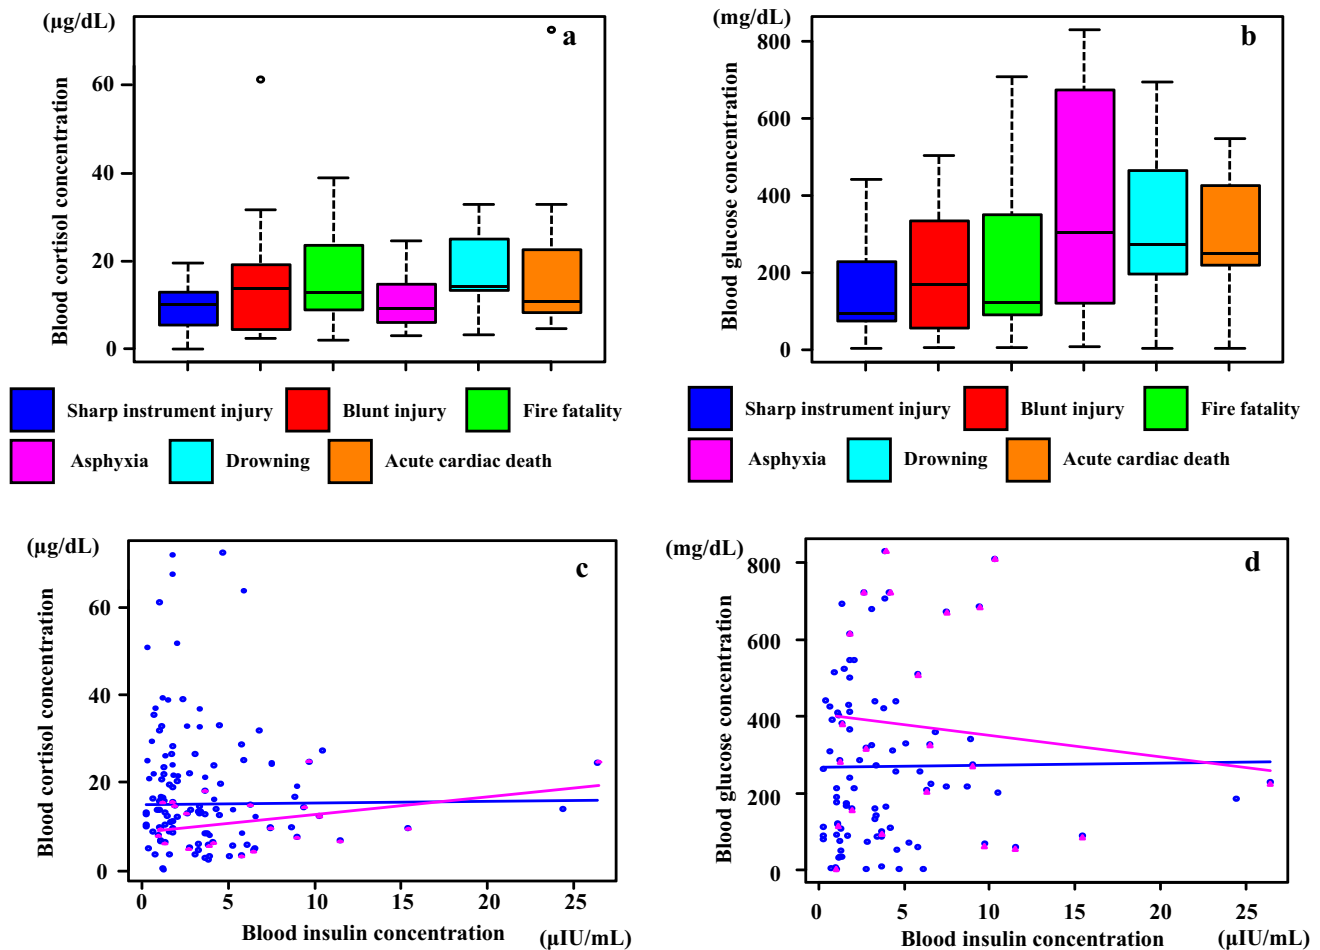 (μg/dL)
a
60
40
20
0
Blood cortisol concentration
Sharp instrument injury
Blunt injury
Fire fatality
Asphyxia
Drowning
Acute cardiac death
(mg/dL)
b
800
600
400
200
0
Blood glucose concentration
Sharp instrument injury
Blunt injury
Fire fatality
Asphyxia
Drowning
Acute cardiac death
(μg/dL)
c
60
40
20
0
Blood cortisol concentration
0 5 10 15 20 25
Blood insulin concentration (μIU/mL)
(mg/dL)
d
800
600
400
200
0
Blood glucose concentration
0 5 10 15 20 25
Blood insulin concentration (μIU/mL)